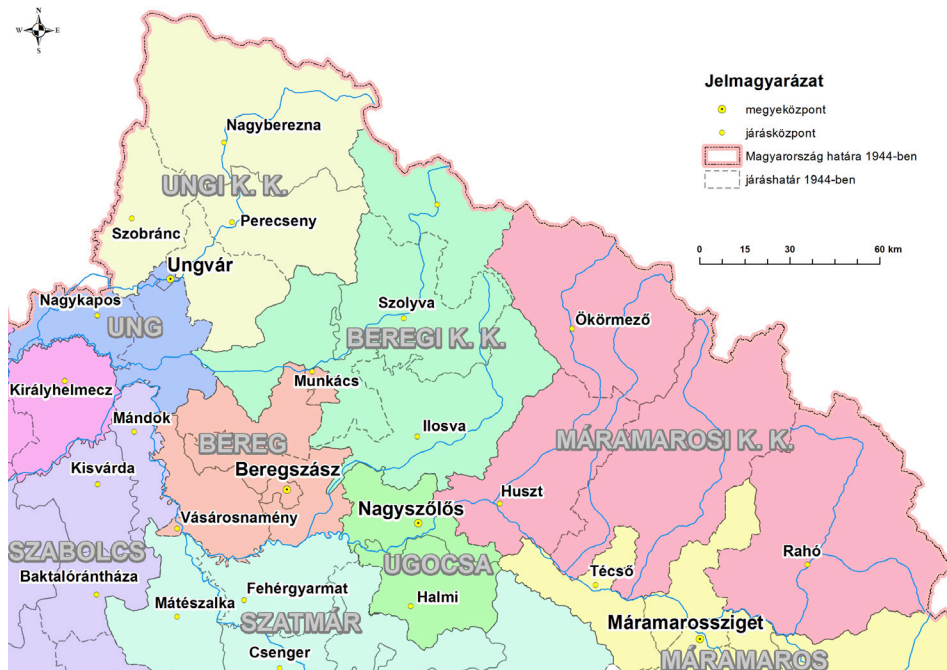 N
W E
S
Jelmagyarázat
megyeközpont
járásközpont
Magyarország határa 1944-ben
járáshatár 1944-ben
0 15 30 60 km
Nagyberezna
UNGI K. K.
Szobránc
Perecseny
Ungvár
Nagykapos
UNG
Szolyva
BEREGI K. K.
Ökörmező
Királyhelmecz
Munkács
Mándok
Ilosva
BEREG
MÁRAMAROSI K. K.
Kisvárda
Beregszász
Huszt
Nagyszőlős
Vásárosnamény
SZABOLCS
UGOCSA
Rahó
Baktalórántháza
Técső
Fehérgyarmat
Mátészalka
Halmi
SZATMÁR
Máramarossziget
Csenger
MÁRAMAROS